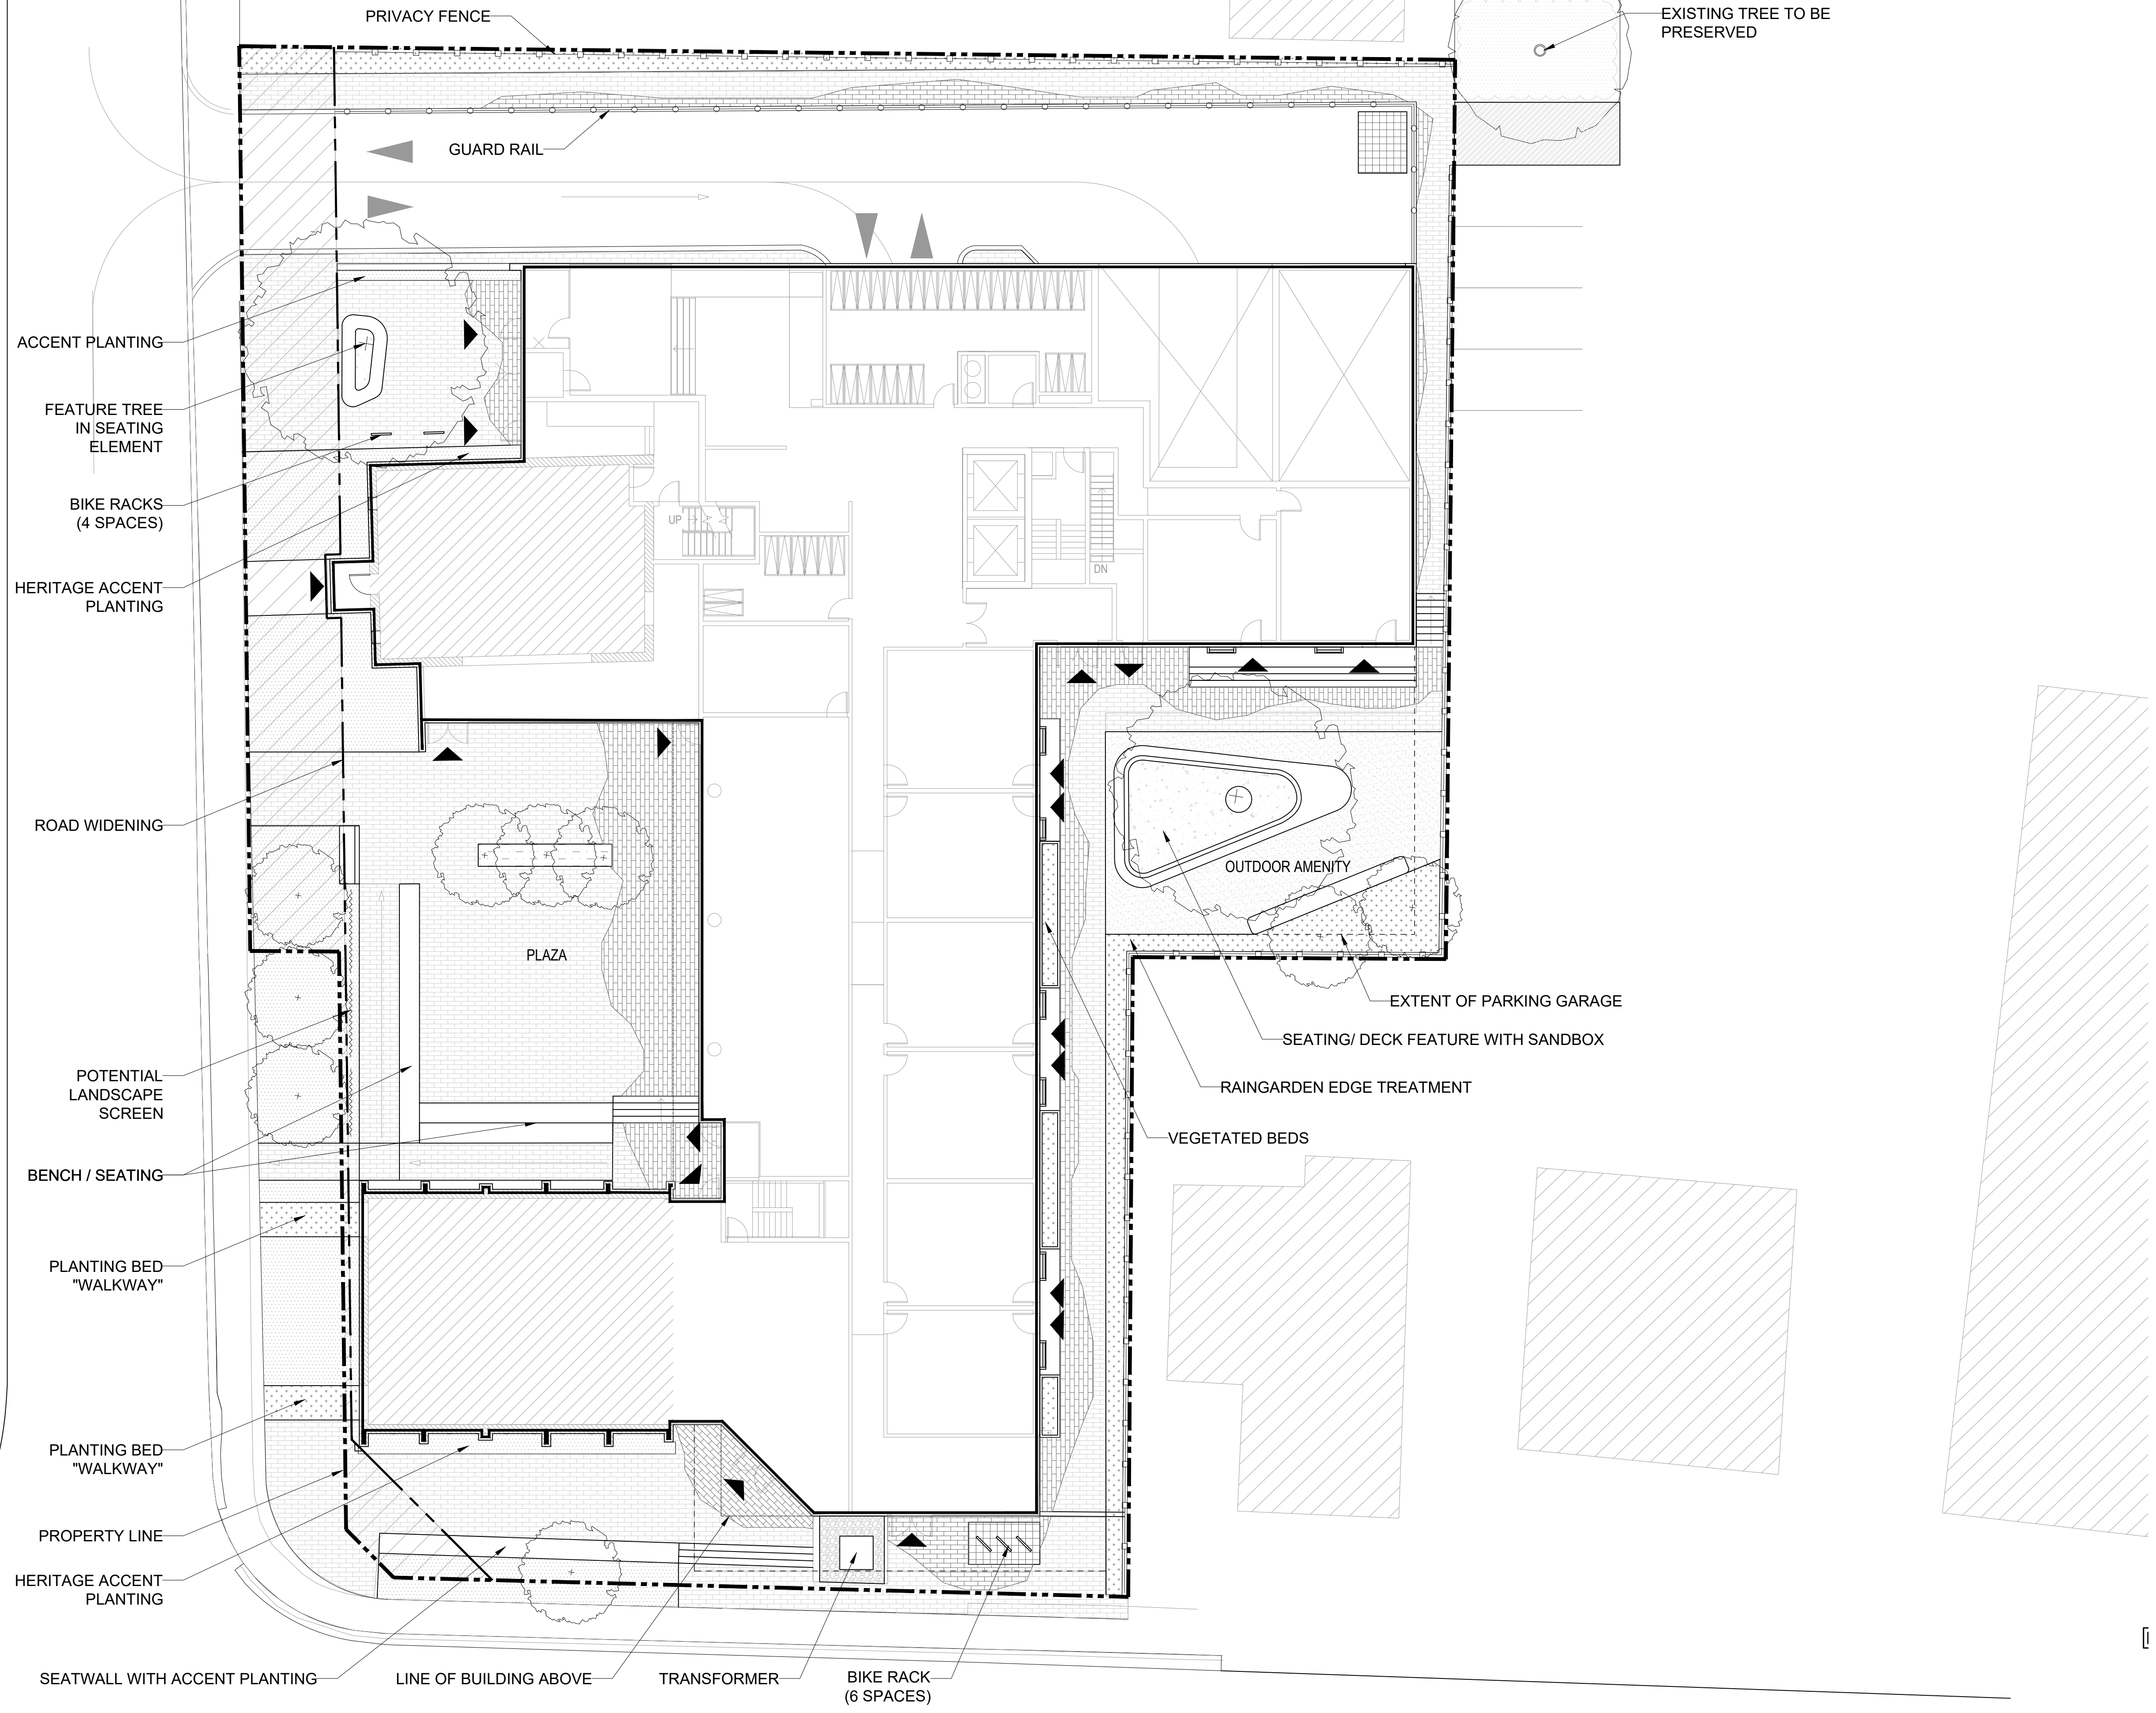 PRIVACY FENCE
EXISTING TREE TO BE
PRESERVED
GUARD RAIL
ACCENT PLANTING
FEATURE TREE
IN SEATING
ELEMENT
BIKE RACKS
(4 SPACES)
UP
DN
HERITAGE ACCENT
PLANTING
ROAD WIDENING
OUTDOOR AMENITY
PLAZA
EXTENT OF PARKING GARAGE
SEATING/ DECK FEATURE WITH SANDBOX
POTENTIAL
LANDSCAPE
SCREEN
RAINGARDEN EDGE TREATMENT
VEGETATED BEDS
BENCH / SEATING
PLANTING BED
"WALKWAY"
PLANTING BED
"WALKWAY"
PROPERTY LINE
HERITAGE ACCENT
PLANTING
SEATWALL WITH ACCENT PLANTING
LINE OF BUILDING ABOVE
TRANSFORMER
BIKE RACK
(6 SPACES)